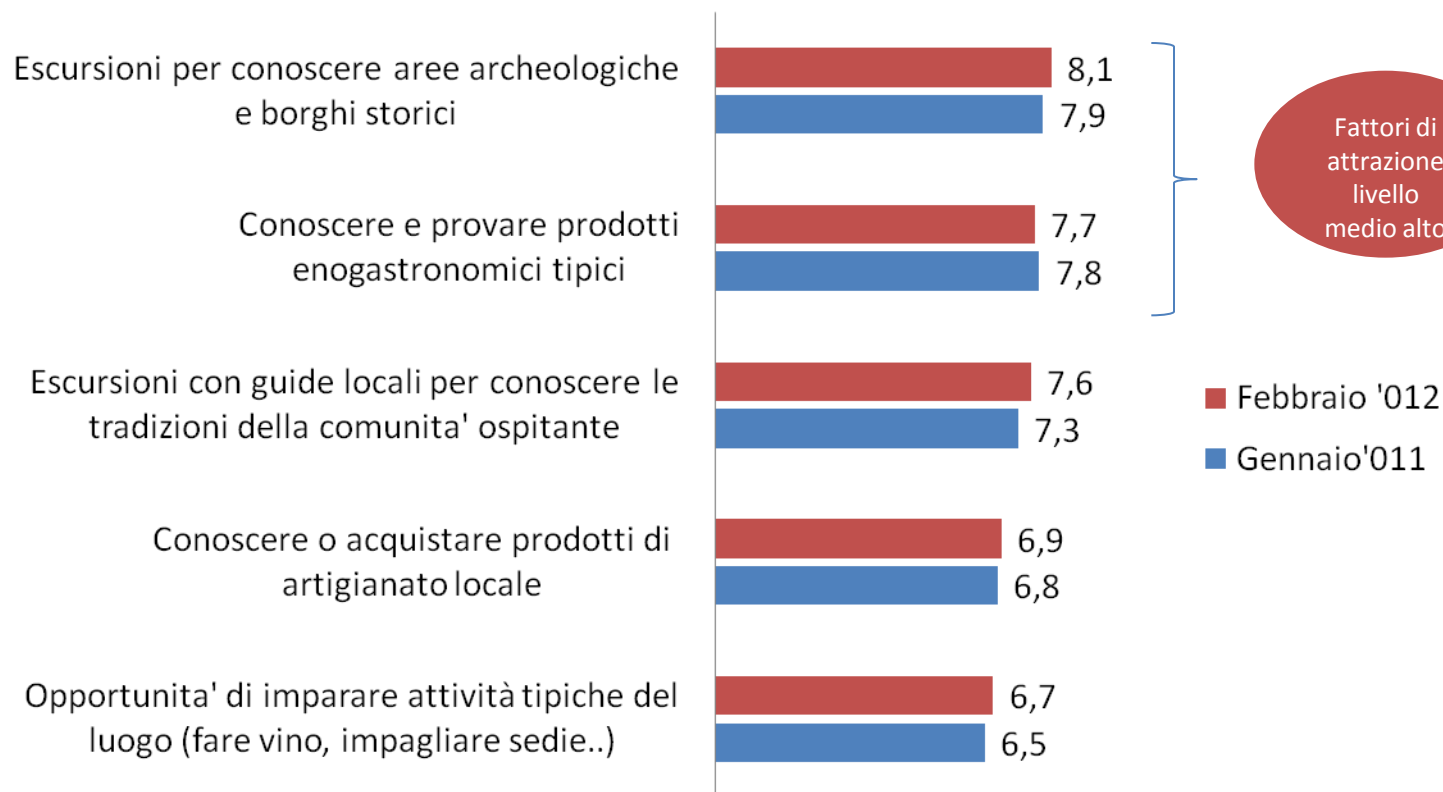 Escursioni per conoscere aree archeologiche
e borghi storici
8,1
7,9
Conoscere e provare prodotti
enogastronomici tipici
7,7
7,8
Escursioni con guide locali per conoscere le
tradizioni della comunita' ospitante
7,6
7,3
Conoscere o acquistare prodotti di
artigianato locale
6,9
6,8
Opportunita' di imparare attività tipiche del
luogo (fare vino, impagliare sedie..)
6,7
6,5
Fattori di
attrazione
livello
medio alto
Febbraio '012
Gennaio'011